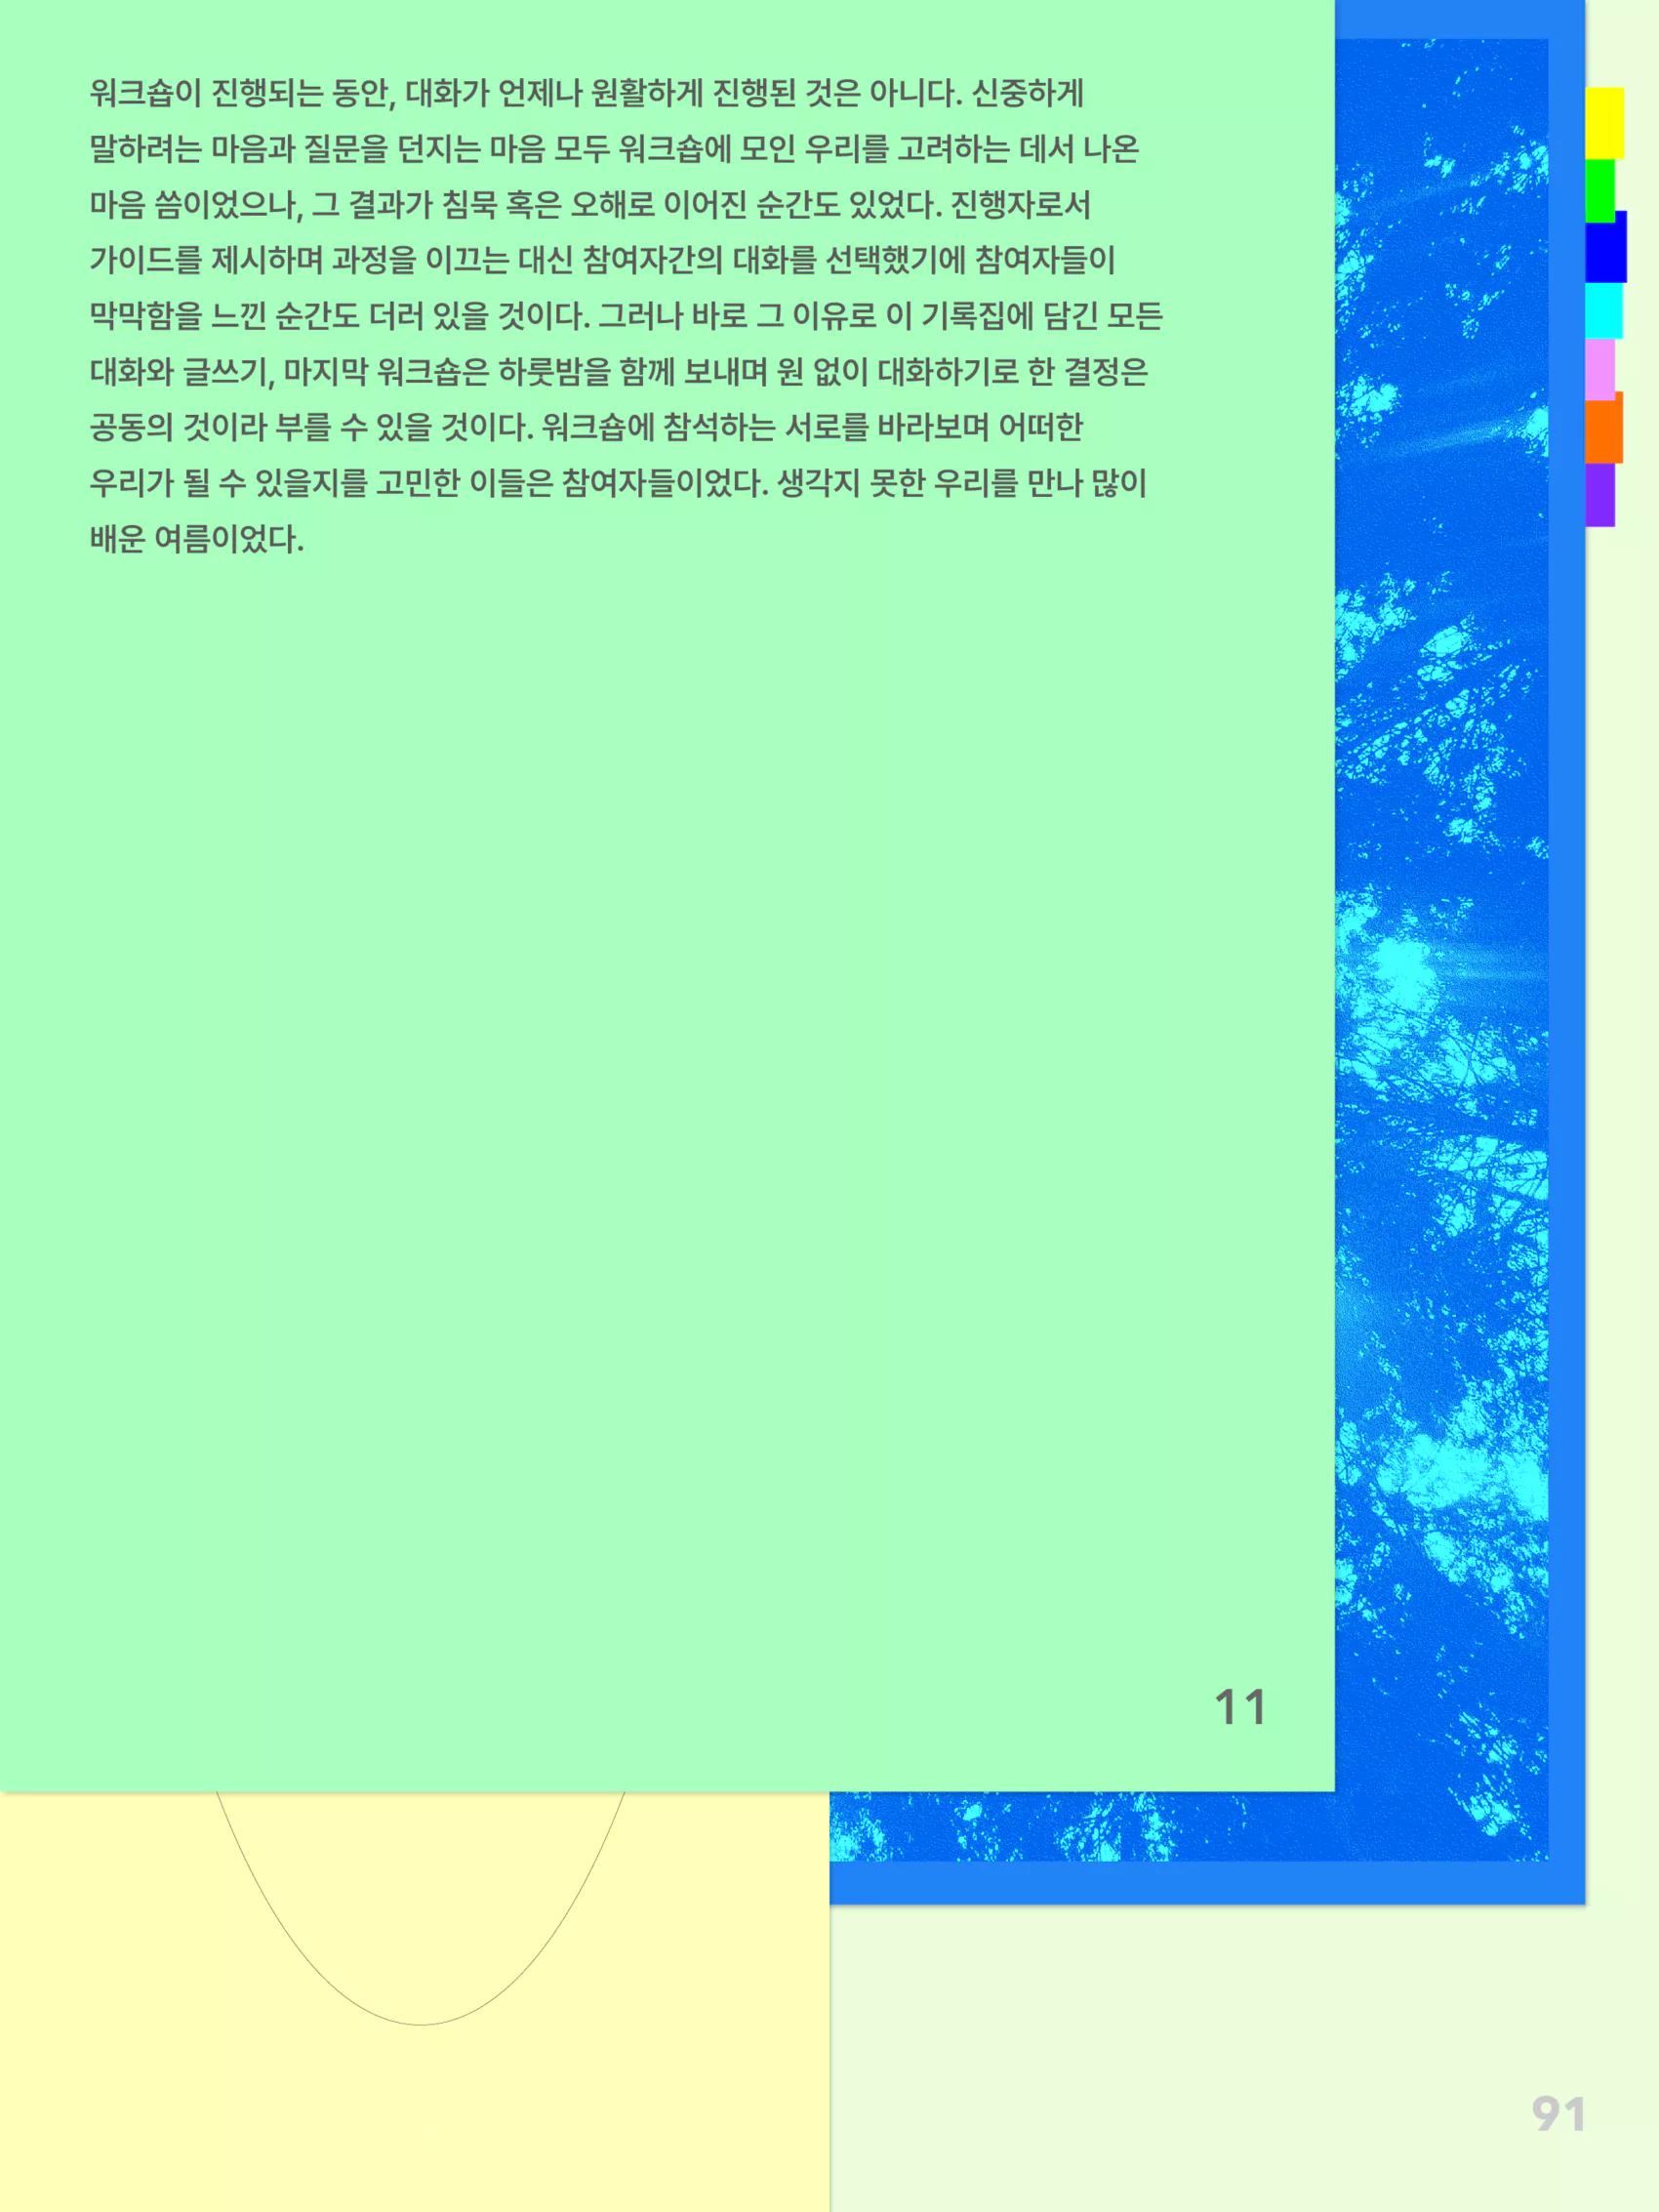 워크숍이 진행되는 동안, 대화가 언제나 원활하게 진행된 것은 아니다. 신중하게
말하려는 마음과 질문을 던지는 마음 모두 워크숍에 모인 우리를 고려하는 데서 나온
마음 씀이었으나, 그 결과가 침묵 혹은 오해로 이어진 순간도 있었다. 진행자로서
가이드를 제시하며 과정을 이끄는 대신 참여자간의 대화를 선택했기에 참여자들이
막막함을 느낀 순간도 더러 있을 것이다. 그러나 바로 그 이유로 이 기록집에 담긴 모든
대화와 글쓰기, 마지막 워크숍은 하룻밤을 함께 보내며 원 없이 대화하기로 한 결정은
공동의 것이라 부를 수 있을 것이다. 워크숍에 참석하는 서로를 바라보며 어떠한
우리가 될 수 있을지를 고민한 이들은 참여자들이었다. 생각지 못한 우리를 만나 많이
배운 여름이었다.
11
91